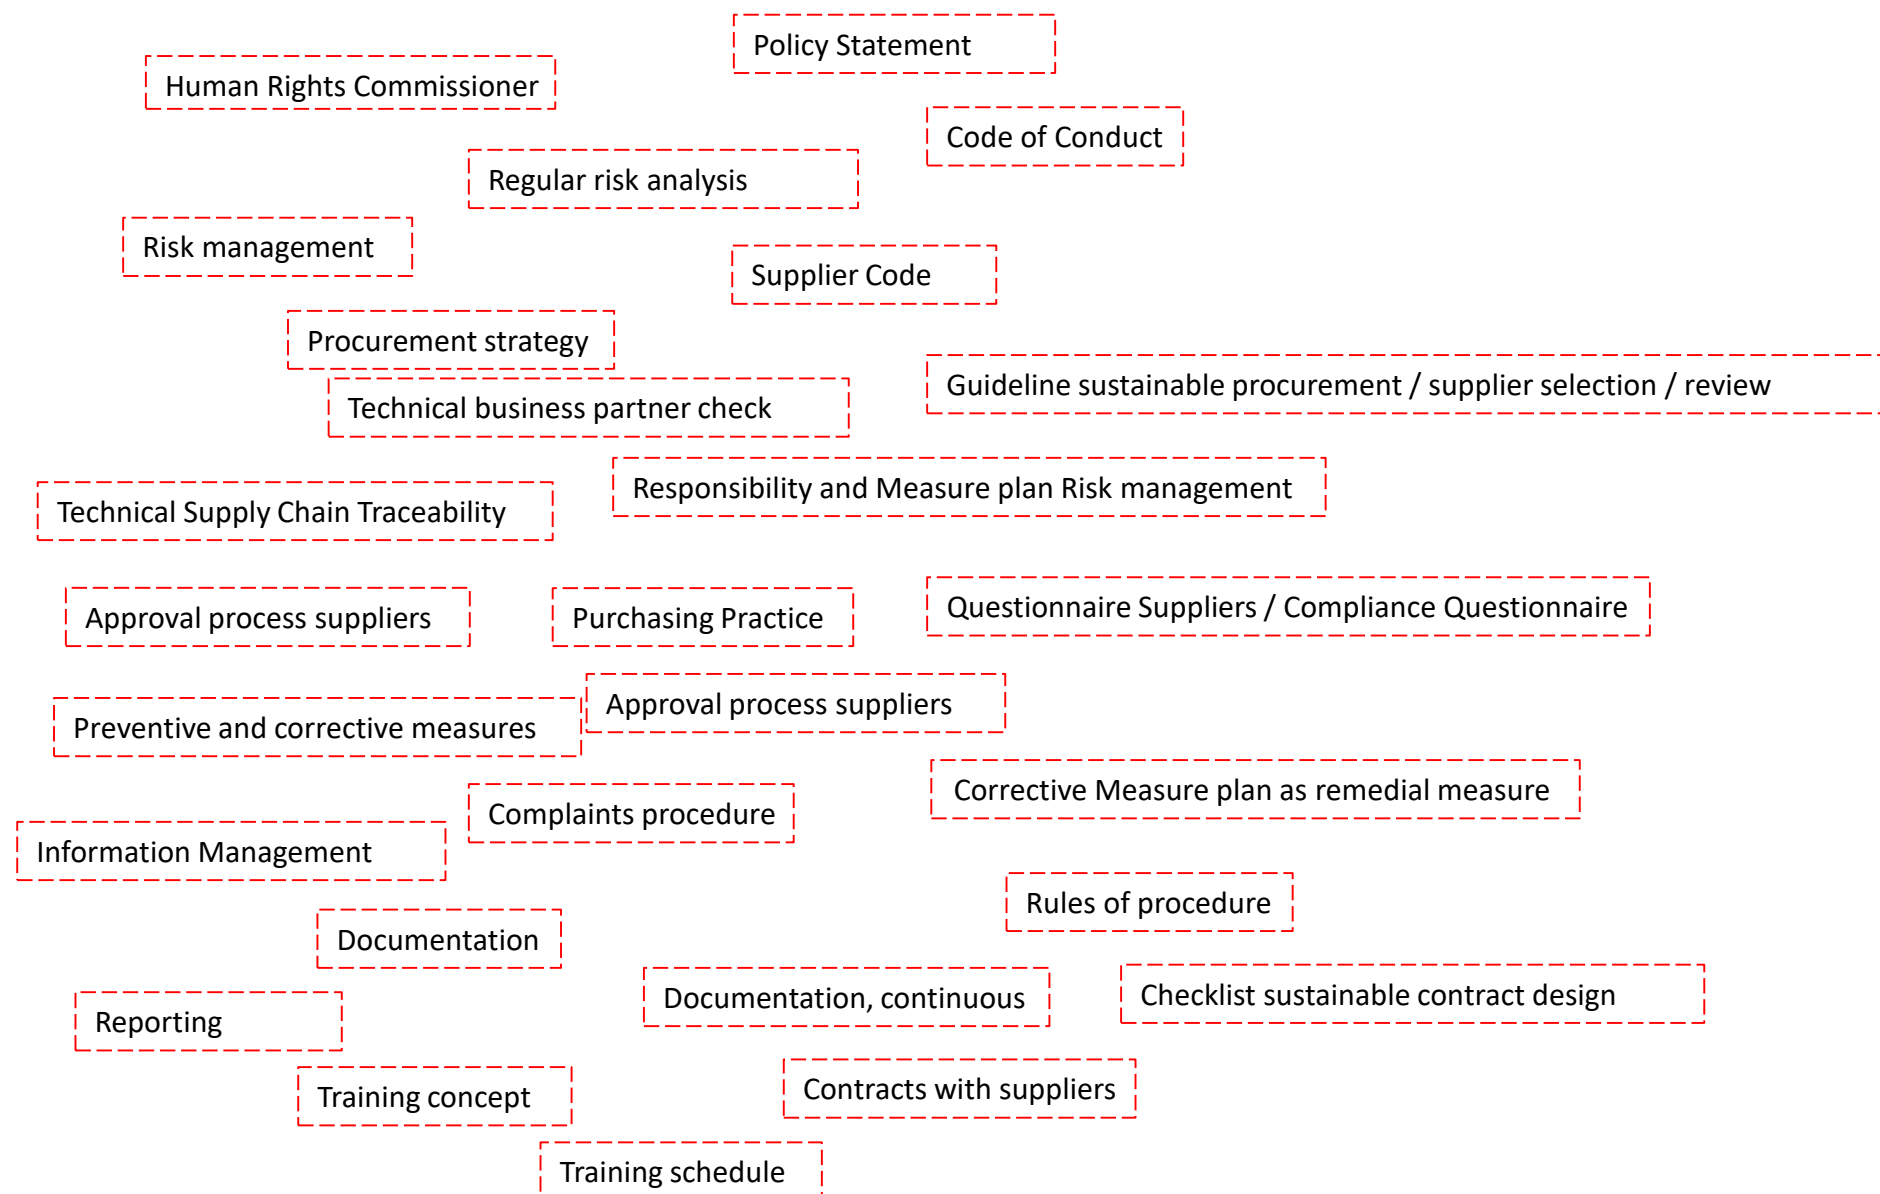 Policy Statement
Human Rights Commissioner
Code of Conduct
Regular risk analysis
Risk management
Supplier Code
Procurement strategy
Guideline sustainable procurement / supplier selection / review
Technical business partner check
Responsibility and Measure plan Risk management
Technical Supply Chain Traceability
Questionnaire Suppliers / Compliance Questionnaire
Approval process suppliers
Purchasing Practice
Approval process suppliers
Preventive and corrective measures
Corrective Measure plan as remedial measure
Complaints procedure
Information Management
Rules of procedure
Documentation
Checklist sustainable contract design
Documentation, continuous
Reporting
Contracts with suppliers
Training concept
Training schedule